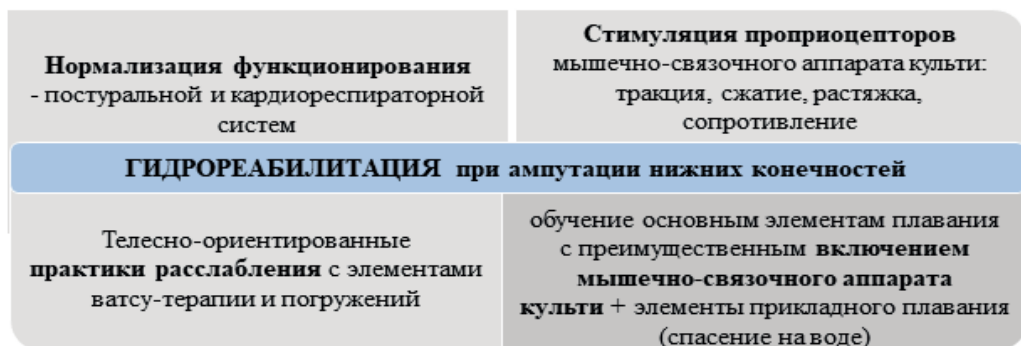 Нормализация функционирования
- постуральной и кардиореспираторной
систем
Стимуляция проприоцепторов
мышечно-связочного аппарата культи:
тракция, сжатие, растяжка,
сопротивление
ГИДРОРЕАБИЛИТАЦИЯ при ампутации нижних конечностей
Телесно-ориентированные
практики расслабления с элементами
ватсу-терапии и погружений
обучение основным элементам плавания
с преимущественным включением
мышечно-связочного аппарата
культи + элементы прикладного плавания
(спасение на воде)